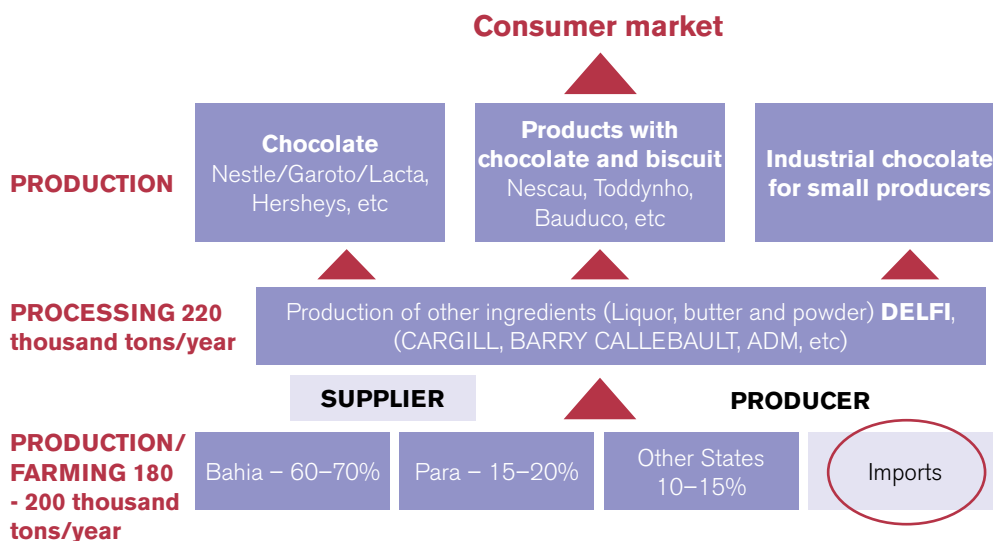 Consumer market
PRODUCTION
Chocolate
Nestle/Garoto/Lacta,
Hersheys, etc
Products with
chocolate and biscuit
Nescau, Toddynho,
Bauduco, etc
Industrial chocolate
for small producers
PROCESSING 220
thousand tons/year
Production of other ingredients (Liquor, butter and powder) DELFI,
(CARGILL, BARRY CALLEBAULT, ADM, etc)
SUPPLIER
PRODUCER
PRODUCTION/
FARMING 180
- 200 thousand
tons/year
Bahia – 60–70%
Para – 15–20%
Other States
10–15%
Imports